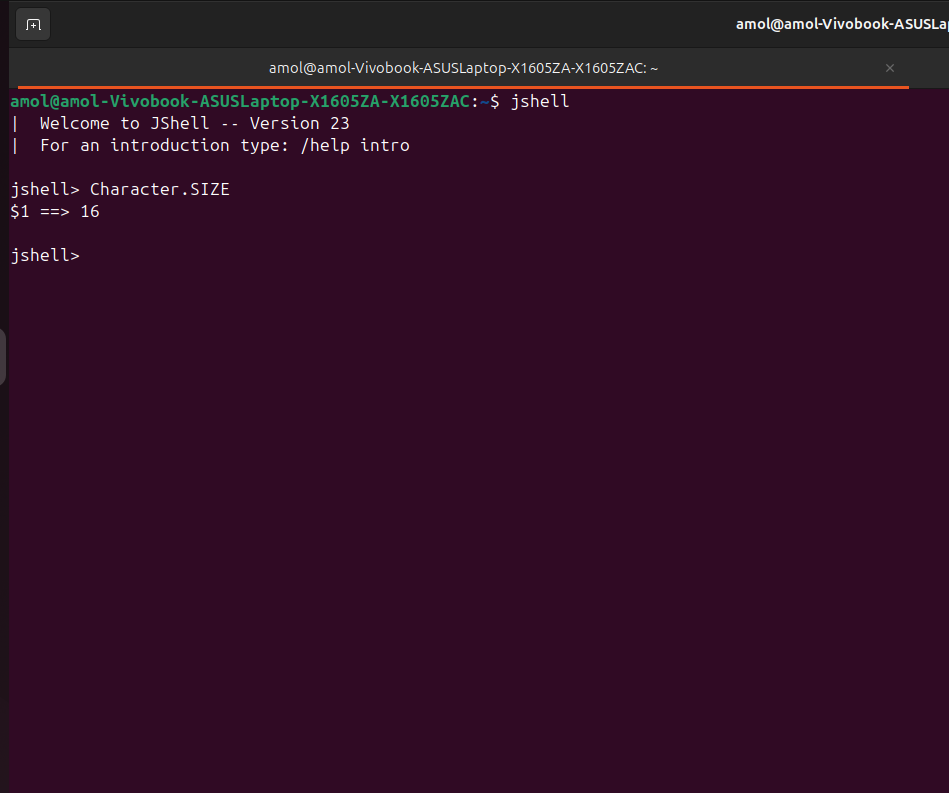 amol@amol-Vivobook-ASUSLap
amol@amol-Vivobook-ASUSLaptop-X1605ZA-X1605ZAC: ~
amol@amol-Vivobook-ASUSLaptop-X1605ZA-X1605ZAC:~$ jshell
|  Welcome to JShell -- Version 23
|  For an introduction type: /help intro
jshell> Character.SIZE
$1 ==> 16
jshell>